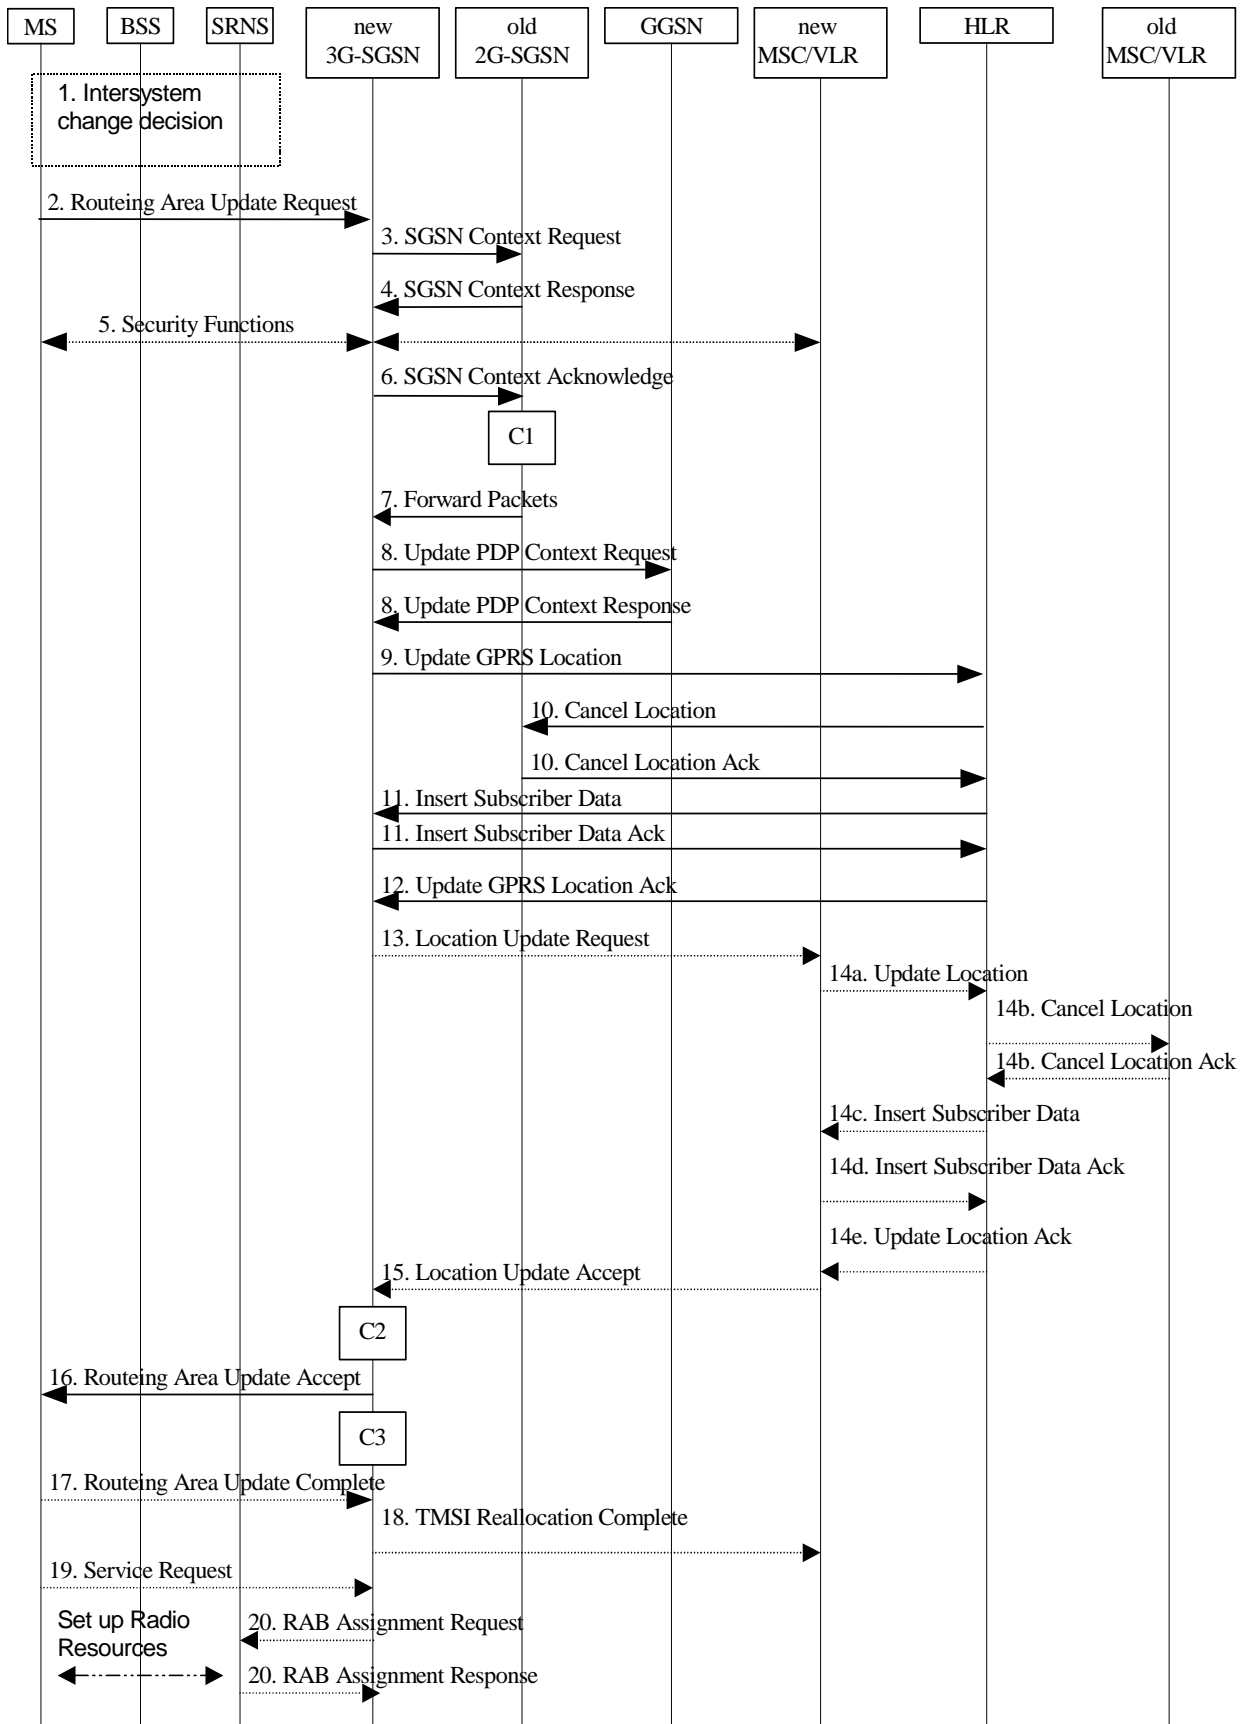 MS
BSS
SRNS
new
3G-SGSN
old
2G-SGSN
GGSN
new
MSC/VLR
HLR
old
MSC/VLR
1. Intersystem
change decision
2. Routeing Area Update Request
3. SGSN Context Request
4. SGSN Context Response
5. Security Functions
6. SGSN Context Acknowledge
C1
7. Forward Packets
8. Update PDP Context Request
8. Update PDP Context Response
9. Update GPRS Location
10. Cancel Location
10. Cancel Location Ack
11. Insert Subscriber Data
11. Insert Subscriber Data Ack
12. Update GPRS Location Ack
13. Location Update Request
14a. Update Location
14b. Cancel Location
14b. Cancel Location Ack
14c. Insert Subscriber Data
14d. Insert Subscriber Data Ack
14e. Update Location Ack
15. Location Update Accept
C2
16. Routeing Area Update Accept
C3
17. Routeing Area Update Complete
18. TMSI Reallocation Complete
19. Service Request
Set up Radio
Resources
20. RAB Assignment Request
20. RAB Assignment Response